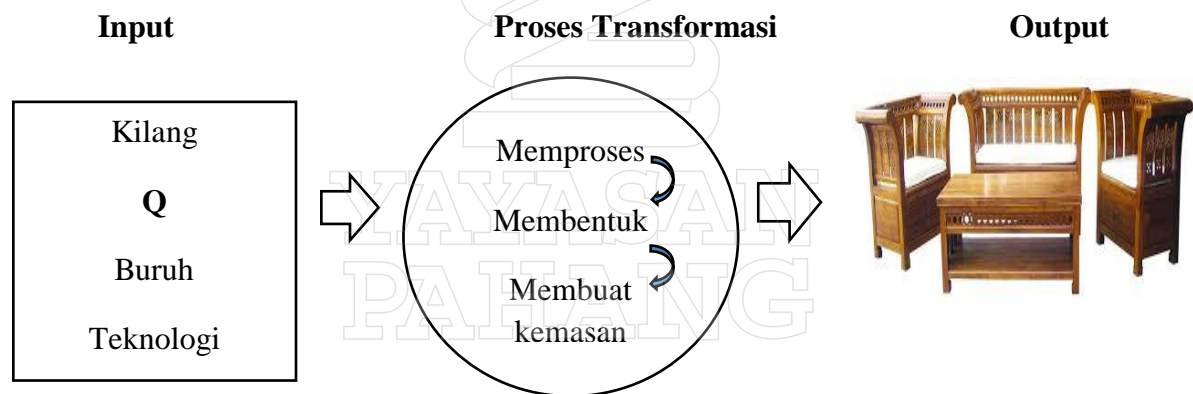 Input
Proses Transformasi
Output
Kilang
Q
Buruh
Teknologi
Memproses
Membentuk
Membuat
kemasan
YAYASAN
PAHANG